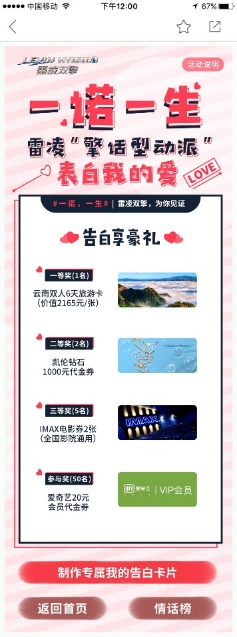 中国移动
下午12:00
67%
LEVIN HYBRID
雷凌双擎
活动说明
一诺一生
雷凌“擎话型动派”
表白我的爱
LOVE
#一诺，一生# | 雷凌双擎，为你见证
告白享豪礼
一等奖(1名)
云南双人6天旅游卡
（价值2165元/张）
二等奖(2名)
凯伦钻石
1000元代金券
三等奖(5名)
IMAX电影券2张
（全国影院通用）
IMAX
参与奖(50名)
爱奇艺20元
会员代金券
爱奇艺 | VIP会员
制作专属我的告白卡片
返回首页
情话榜